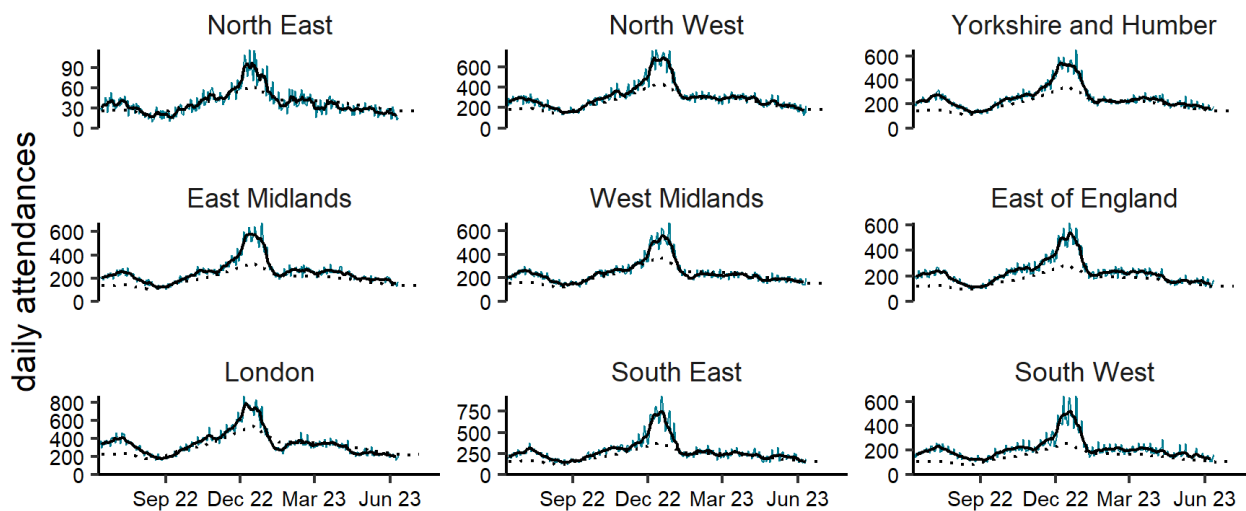 North East North West Yorkshire and Humber
90 600 600
60 400 400
30 200 200
0 0 0
daily attendances
East Midlands West Midlands East of England
600 600 600
400 400 400
200 200 200
0 0 0
London South East South West
800 750 600
600 500 400
400 250 200
200 0 0
0
Sep 22 Dec 22 Mar 23 Jun 23 Sep 22 Dec 22 Mar 23 Jun 23 Sep 22 Dec 22 Mar 23 Jun 23